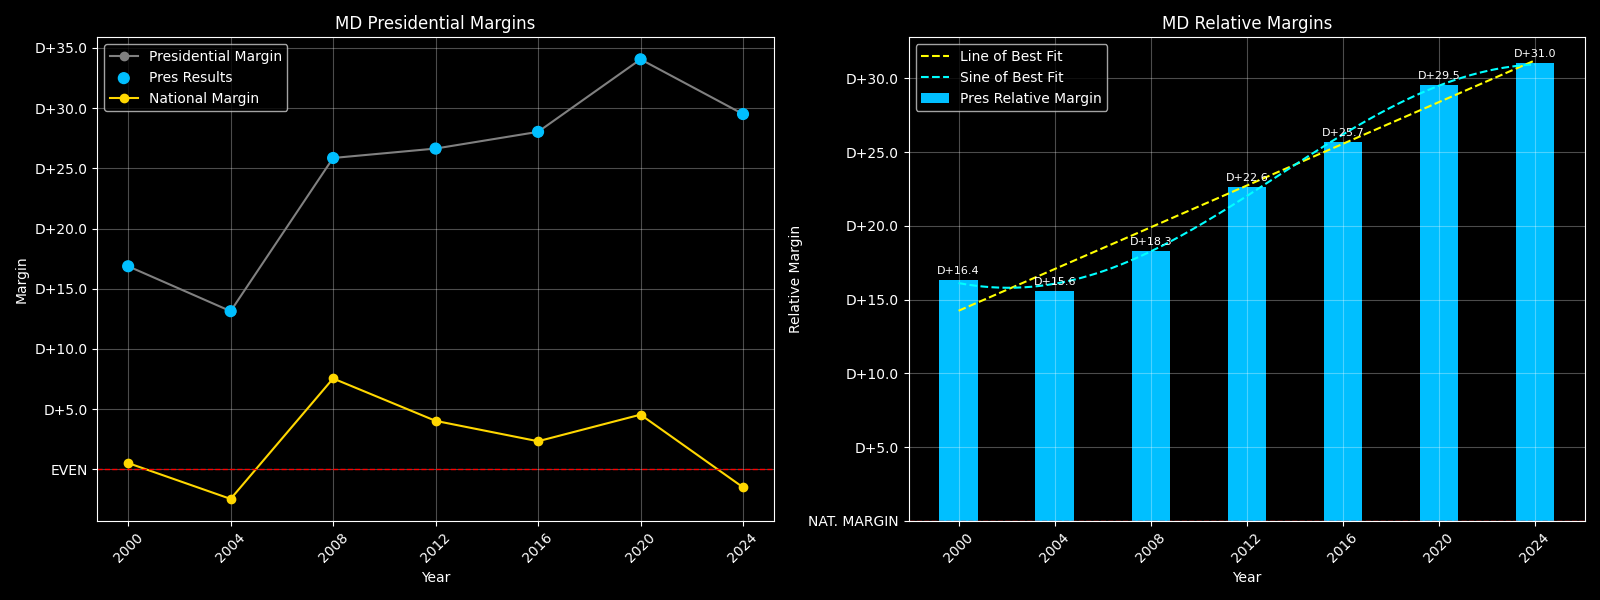 MD Presidential Margins
Presidential Margin
Pres Results
National Margin
D+35.0
D+30.0
D+25.0
D+20.0
D+15.0
D+10.0
D+5.0
EVEN
Margin
2000
2004
2008
2012
2016
2020
2024
Year
MD Relative Margins
Line of Best Fit
Sine of Best Fit
Pres Relative Margin
D+30.0
D+25.0
D+20.0
D+15.0
D+10.0
D+5.0
NAT. MARGIN
Relative Margin
D+16.4
D+15.6
D+18.3
D+22.6
D+25.7
D+29.5
D+31.0
2000
2004
2008
2012
2016
2020
2024
Year